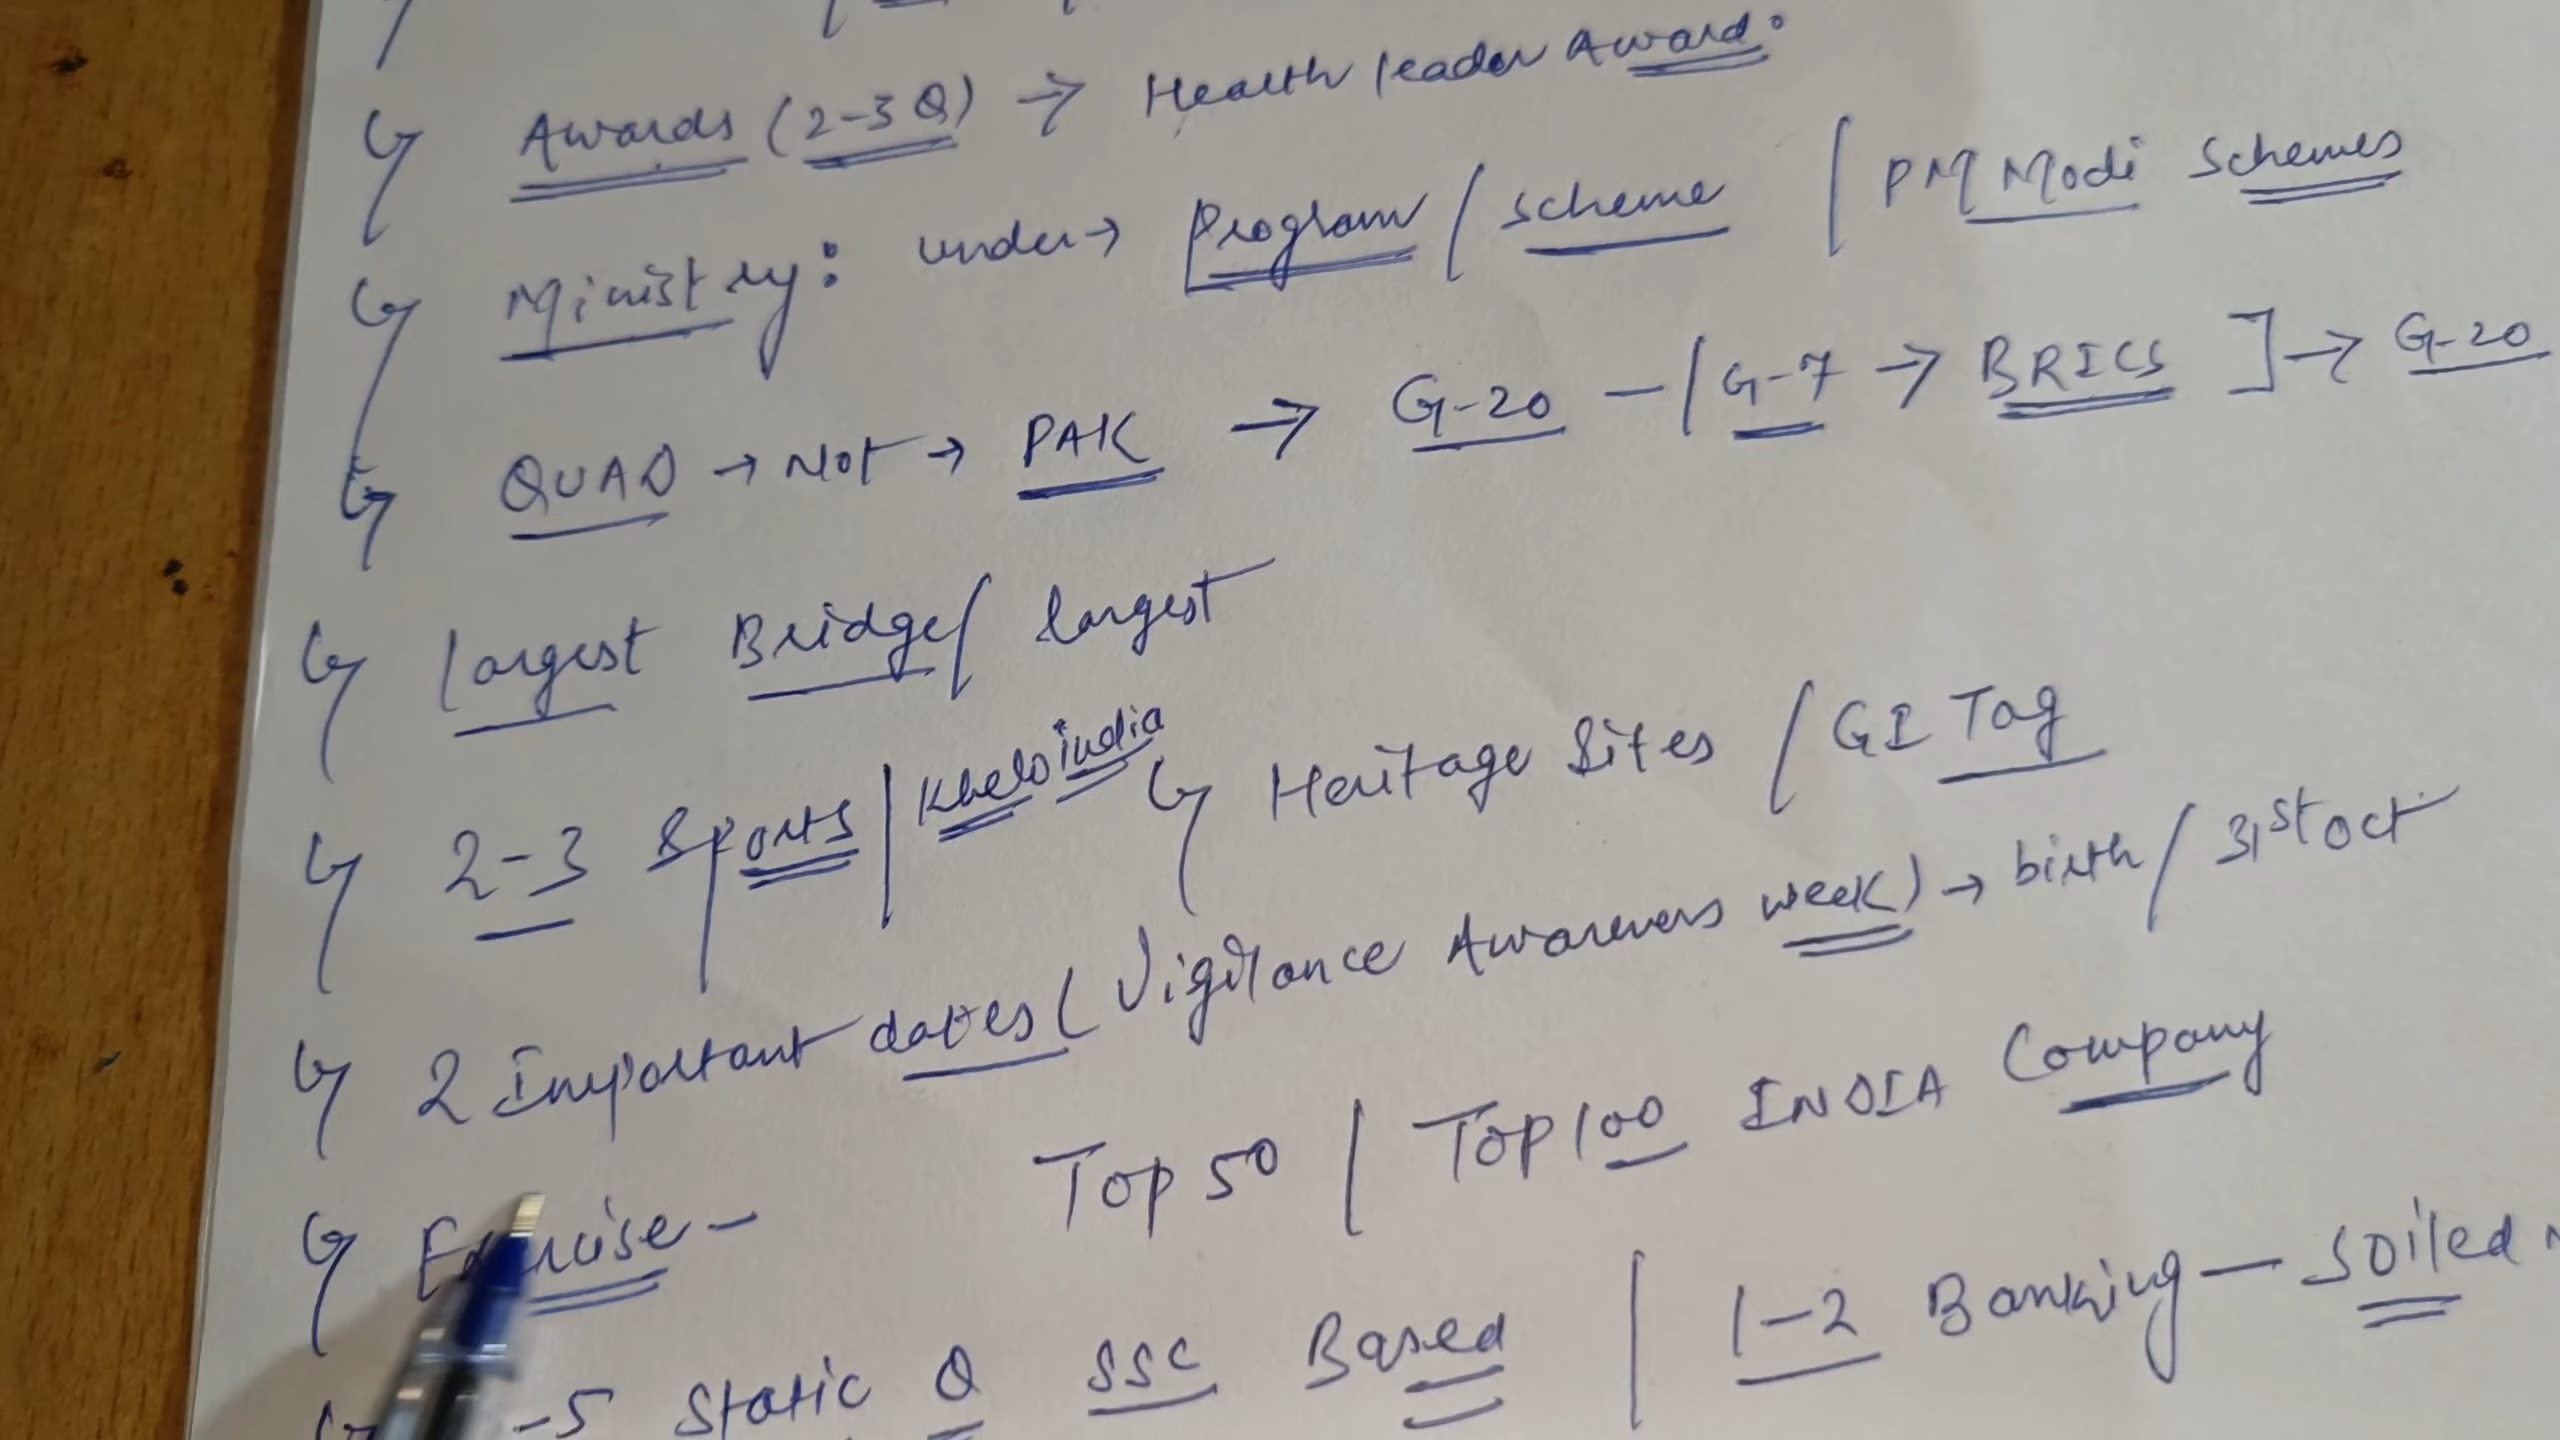 Awards (2-3 Q) → Health leader Award:
Ministry: under → Program / scheme / PM Modi Schemes
QUAD → Not → PAK → G-20 - / G-7 → BRICS ] → G-20
largest Bridge / largest
2-3 Sports | Khelo india
Heritage Sites / GI Tag
2 Important dates ( Vigilance Awareness week) → birth / 31st oct
Exercise -
Top 50 | Top 100 INDIA Company
-5 Static Q SSC Based | 1-2 Banking - Soiled